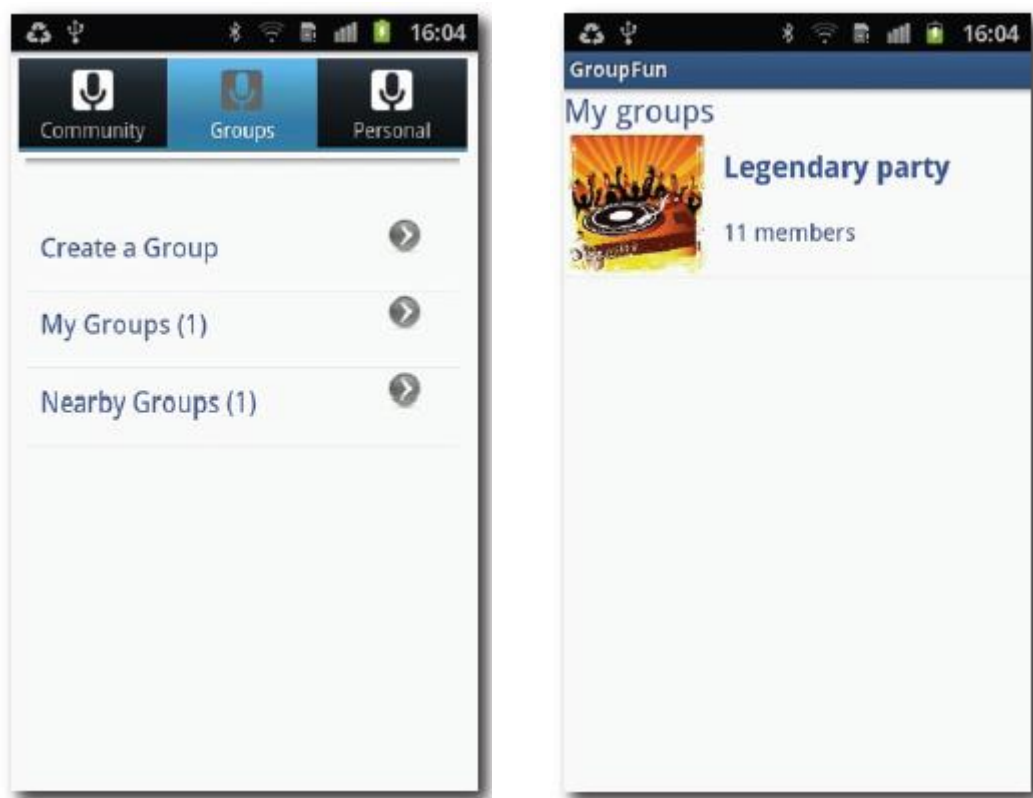 16:04
Community Groups Personal
Create a Group
My Groups (1)
Nearby Groups (1)
16:04
GroupFun
My groups
Legendary party
11 members